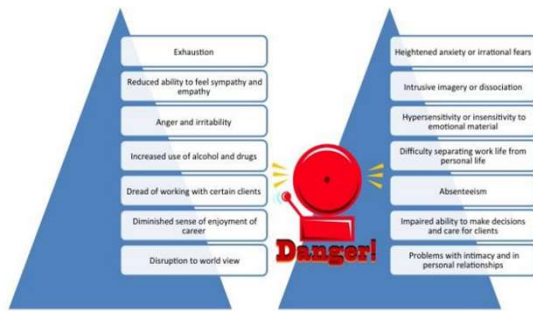 Exhaustion
Reduced ability to feel sympathy and
empathy
Anger and irritability
Increased use of alcohol and drugs
Dread of working with certain clients
Diminished sense of enjoyment of
career
Disruption to world view
Danger!
Heightened anxiety or irrational fears
Intrusive imagery or dissociation
Hypersensitivity or insensitivity to
emotional material
Difficulty separating work life from
personal life
Absenteeism
Impaired ability to make decisions
and care for clients
Problems with intimacy and in
personal relationships